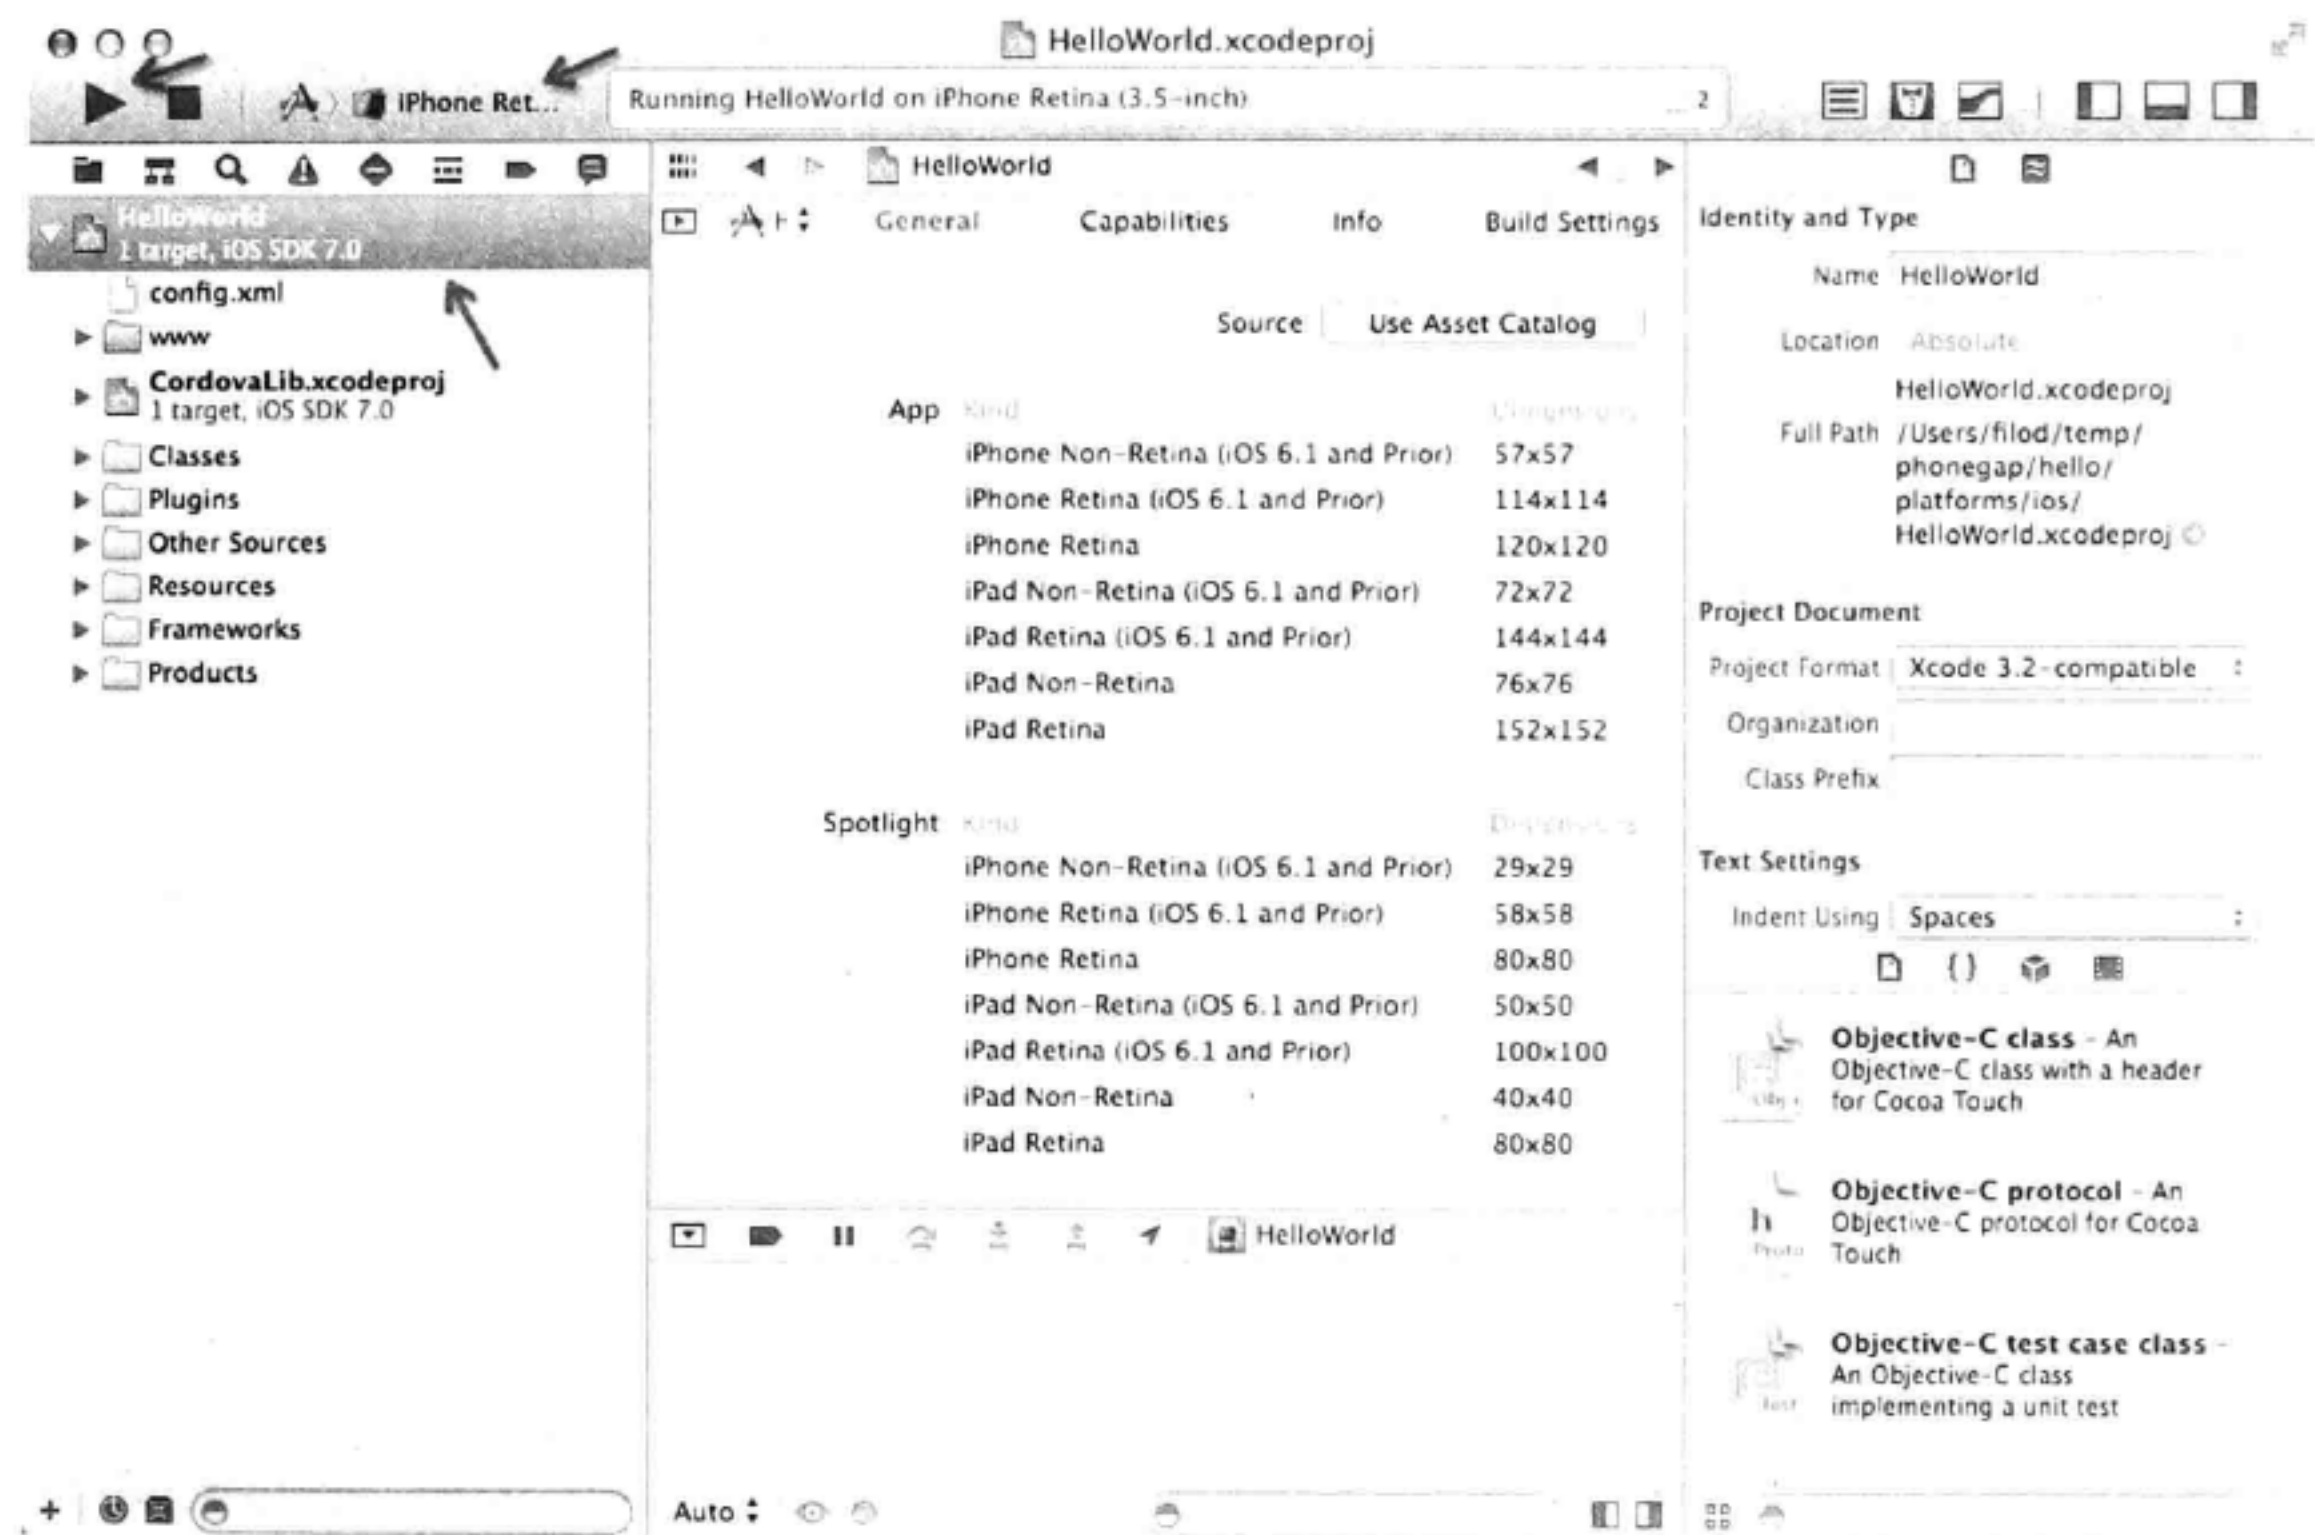 HelloWorld.xcodeproj
iPhone Ret...
Running HelloWorld on iPhone Retina (3.5-inch)
2
HelloWorld
1 target, iOS SDK 7.0
config.xml
www
CordovaLib.xcodeproj
1 target, iOS SDK 7.0
Classes
Plugins
Other Sources
Resources
Frameworks
Products
HelloWorld
General Capabilities Info Build Settings
Source Use Asset Catalog
App Kind Dimensions
iPhone Non-Retina (iOS 6.1 and Prior) 57x57
iPhone Retina (iOS 6.1 and Prior) 114x114
iPhone Retina 120x120
iPad Non-Retina (iOS 6.1 and Prior) 72x72
iPad Retina (iOS 6.1 and Prior) 144x144
iPad Non-Retina 76x76
iPad Retina 152x152
Spotlight Kind Dimensions
iPhone Non-Retina (iOS 6.1 and Prior) 29x29
iPhone Retina (iOS 6.1 and Prior) 58x58
iPhone Retina 80x80
iPad Non-Retina (iOS 6.1 and Prior) 50x50
iPad Retina (iOS 6.1 and Prior) 100x100
iPad Non-Retina 40x40
iPad Retina 80x80
HelloWorld
Auto
Identity and Type
Name HelloWorld
Location Absolute
HelloWorld.xcodeproj
Full Path /Users/filod/temp/
phonegap/hello/
platforms/ios/
HelloWorld.xcodeproj
Project Document
Project Format Xcode 3.2-compatible
Organization
Class Prefix
Text Settings
Indent Using Spaces
{ }
Objective-C class - An
Objective-C class with a header
for Cocoa Touch
Objective-C protocol - An
h Objective-C protocol for Cocoa
Proto Touch
Objective-C test case class -
An Objective-C class
Test implementing a unit test